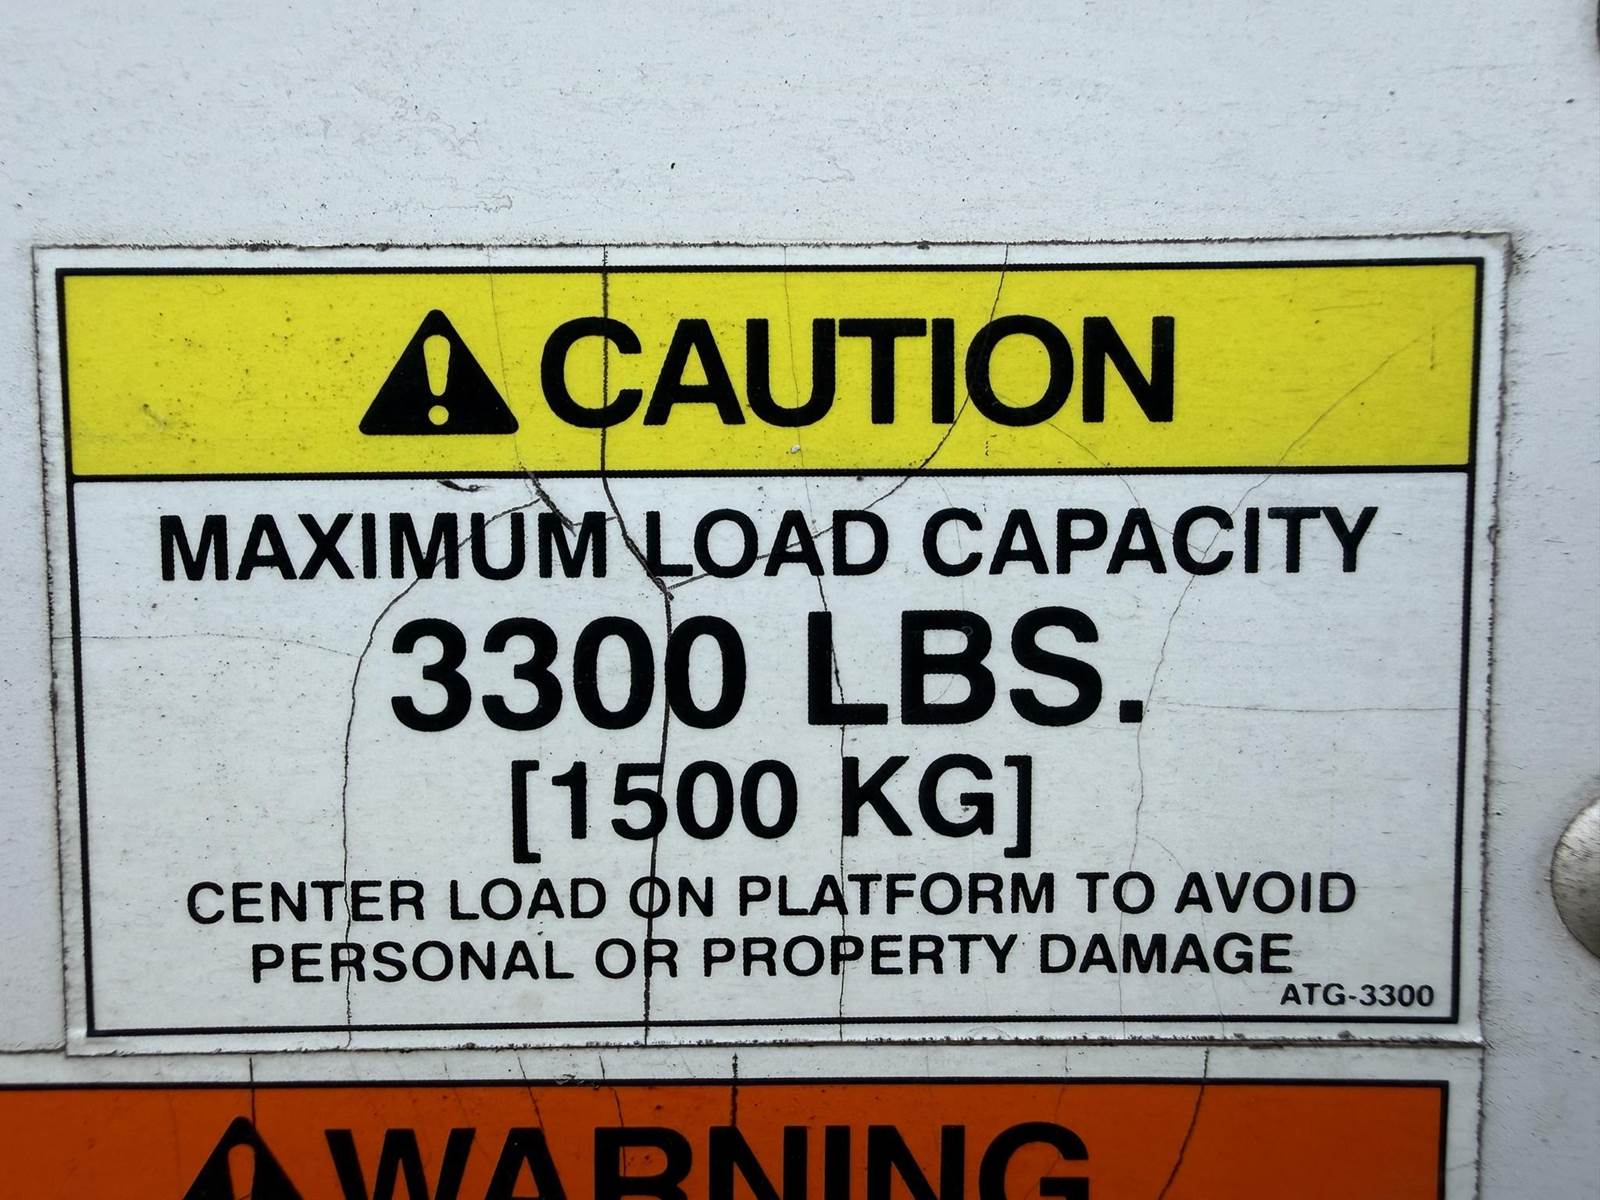 CAUTION
MAXIMUM LOAD CAPACITY
3300 LBS.
[1500 KG]
CENTER LOAD ON PLATFORM TO AVOID
PERSONAL OR PROPERTY DAMAGE
ATG-3300
WARNING